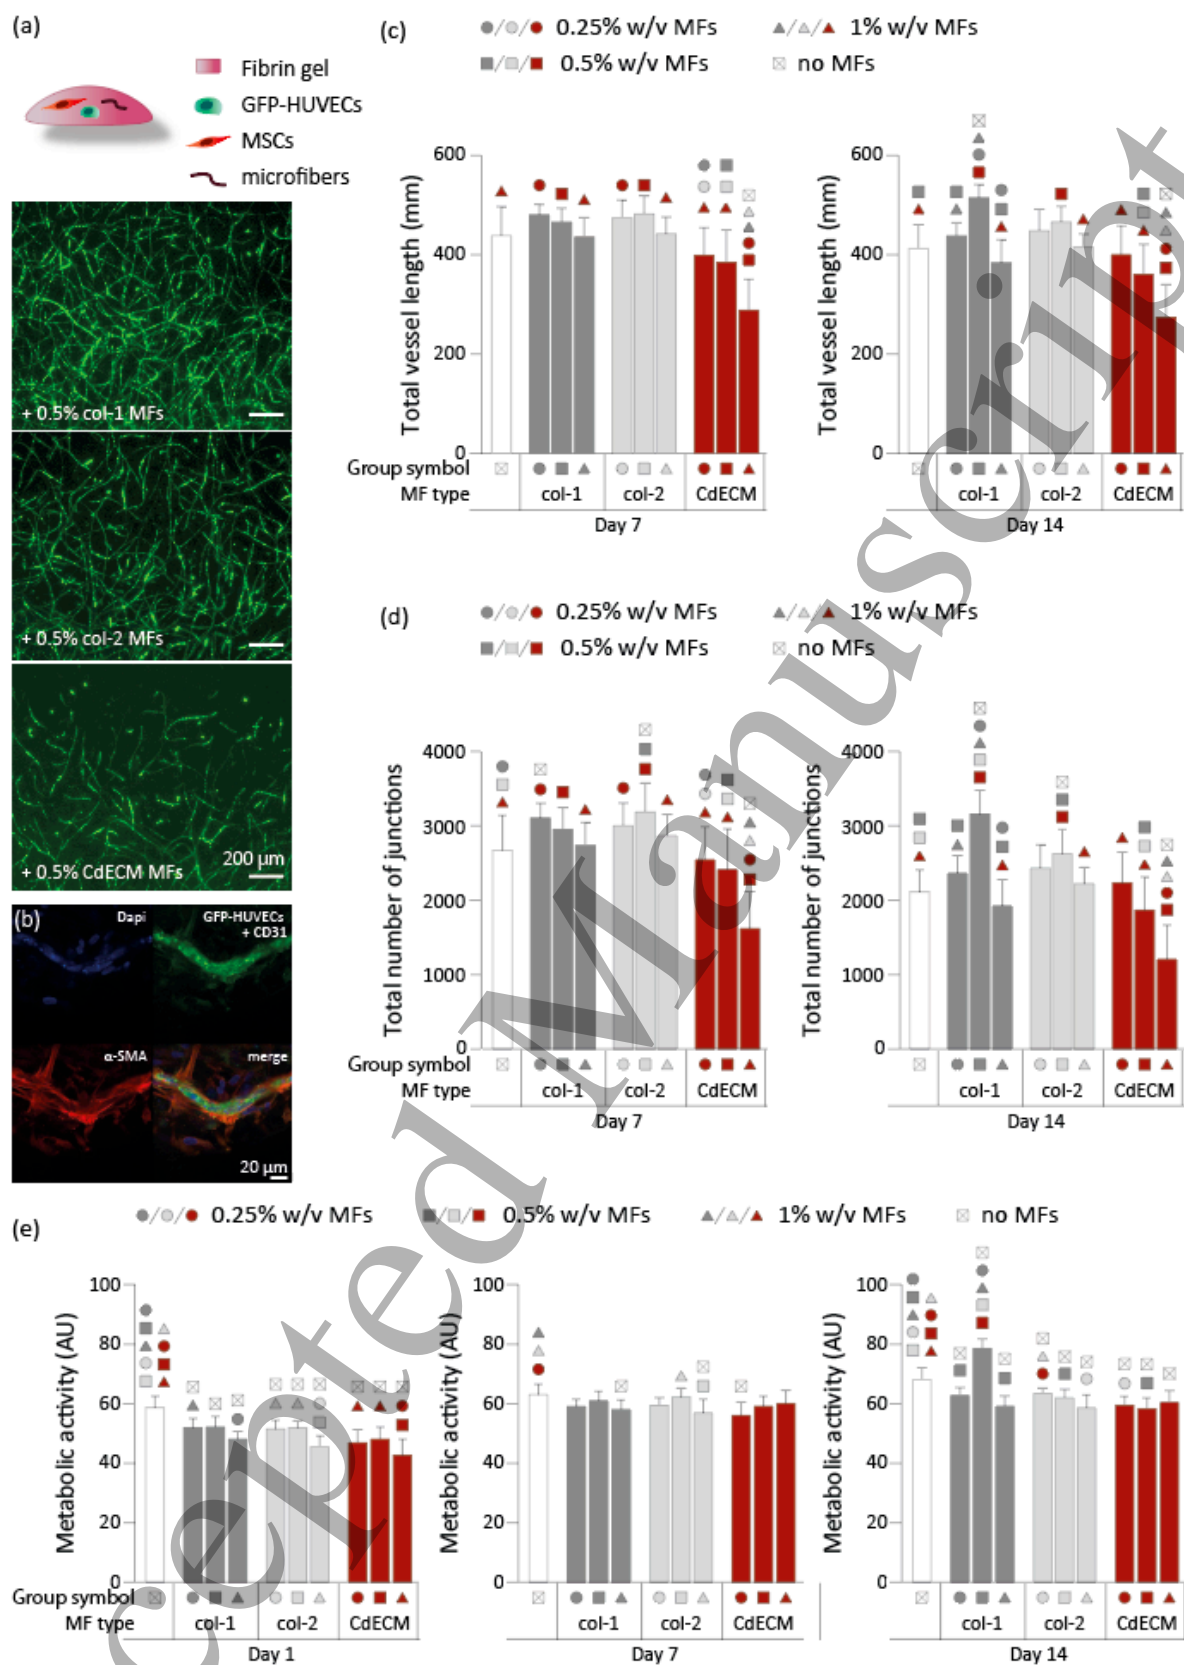 (a)
Fibrin gel
GFP-HUVECs
MSCs
microfibers
+ 0.5% col-1 MFs
+ 0.5% col-2 MFs
+ 0.5% CdECM MFs
200 µm
(b)
Dapi
GFP-HUVECs
+ CD31
α-SMA
merge
20 µm
(c)
0.25% w/v MFs
1% w/v MFs
0.5% w/v MFs
no MFs
Total vessel length (mm)
600
400
200
0
Group symbol
MF type
col-1
col-2
CdECM
Day 7
Total vessel length (mm)
600
400
200
0
col-1
col-2
CdECM
Day 14
(d)
0.25% w/v MFs
1% w/v MFs
0.5% w/v MFs
no MFs
Total number of junctions
4000
3000
2000
1000
0
Group symbol
MF type
col-1
col-2
CdECM
Day 7
Total number of junctions
4000
3000
2000
1000
0
col-1
col-2
CdECM
Day 14
(e)
0.25% w/v MFs
0.5% w/v MFs
1% w/v MFs
no MFs
Metabolic activity (AU)
100
80
60
40
20
0
Group symbol
MF type
col-1
col-2
CdECM
Day 1
Metabolic activity (AU)
100
80
60
40
20
0
col-1
col-2
CdECM
Day 7
Metabolic activity (AU)
100
80
60
40
20
0
col-1
col-2
CdECM
Day 14
cepted Manuscript